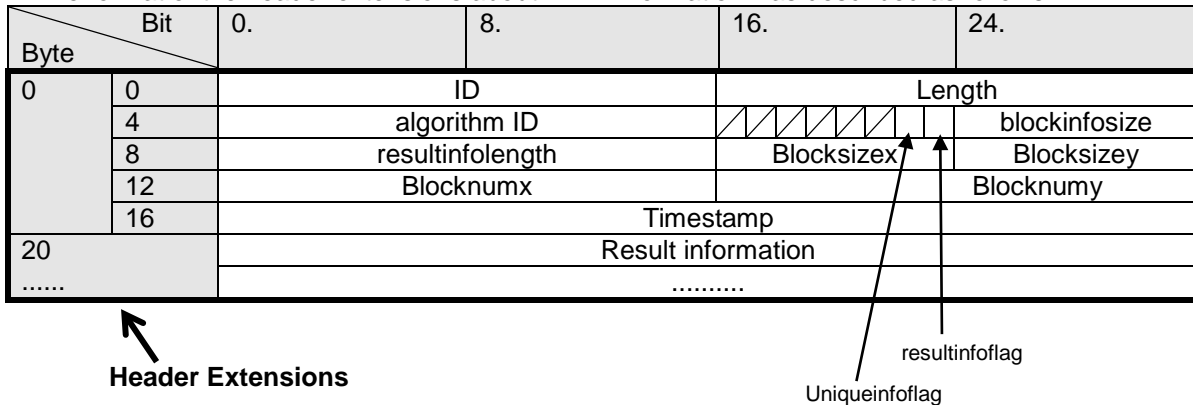 Bit 0. 8. 16. 24.
Byte
0 0 ID Length
4 algorithm ID blockinfosize
8 resultinfolength Blocksizex Blocksizey
12 Blocknumx Blocknumy
16 Timestamp
20 Result information
...... ..........
resultinfoflag
Header Extensions
Uniqueinfoflag